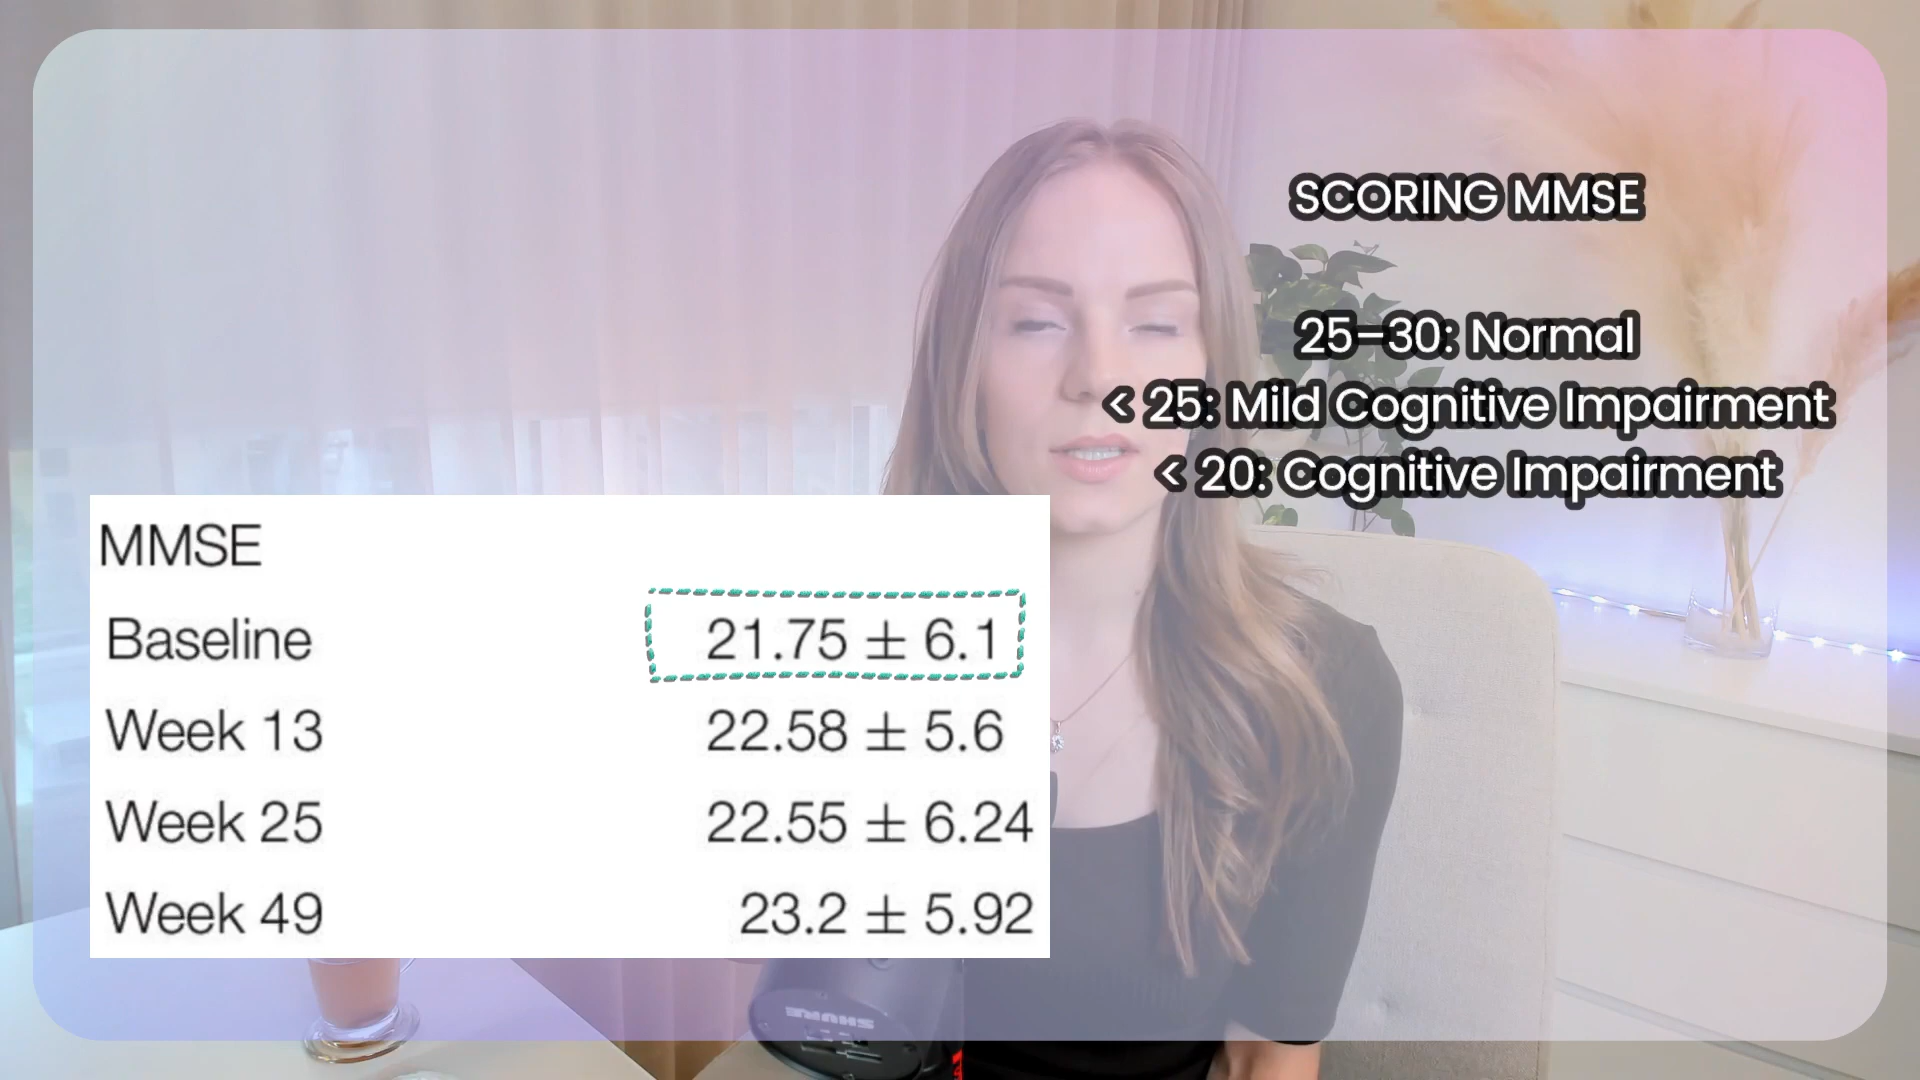 SCORING MMSE
25–30: Normal
< 25: Mild Cognitive Impairment
< 20: Cognitive Impairment
MMSE
Baseline 21.75 ± 6.1
Week 13 22.58 ± 5.6
Week 25 22.55 ± 6.24
Week 49 23.2 ± 5.92
SHURE